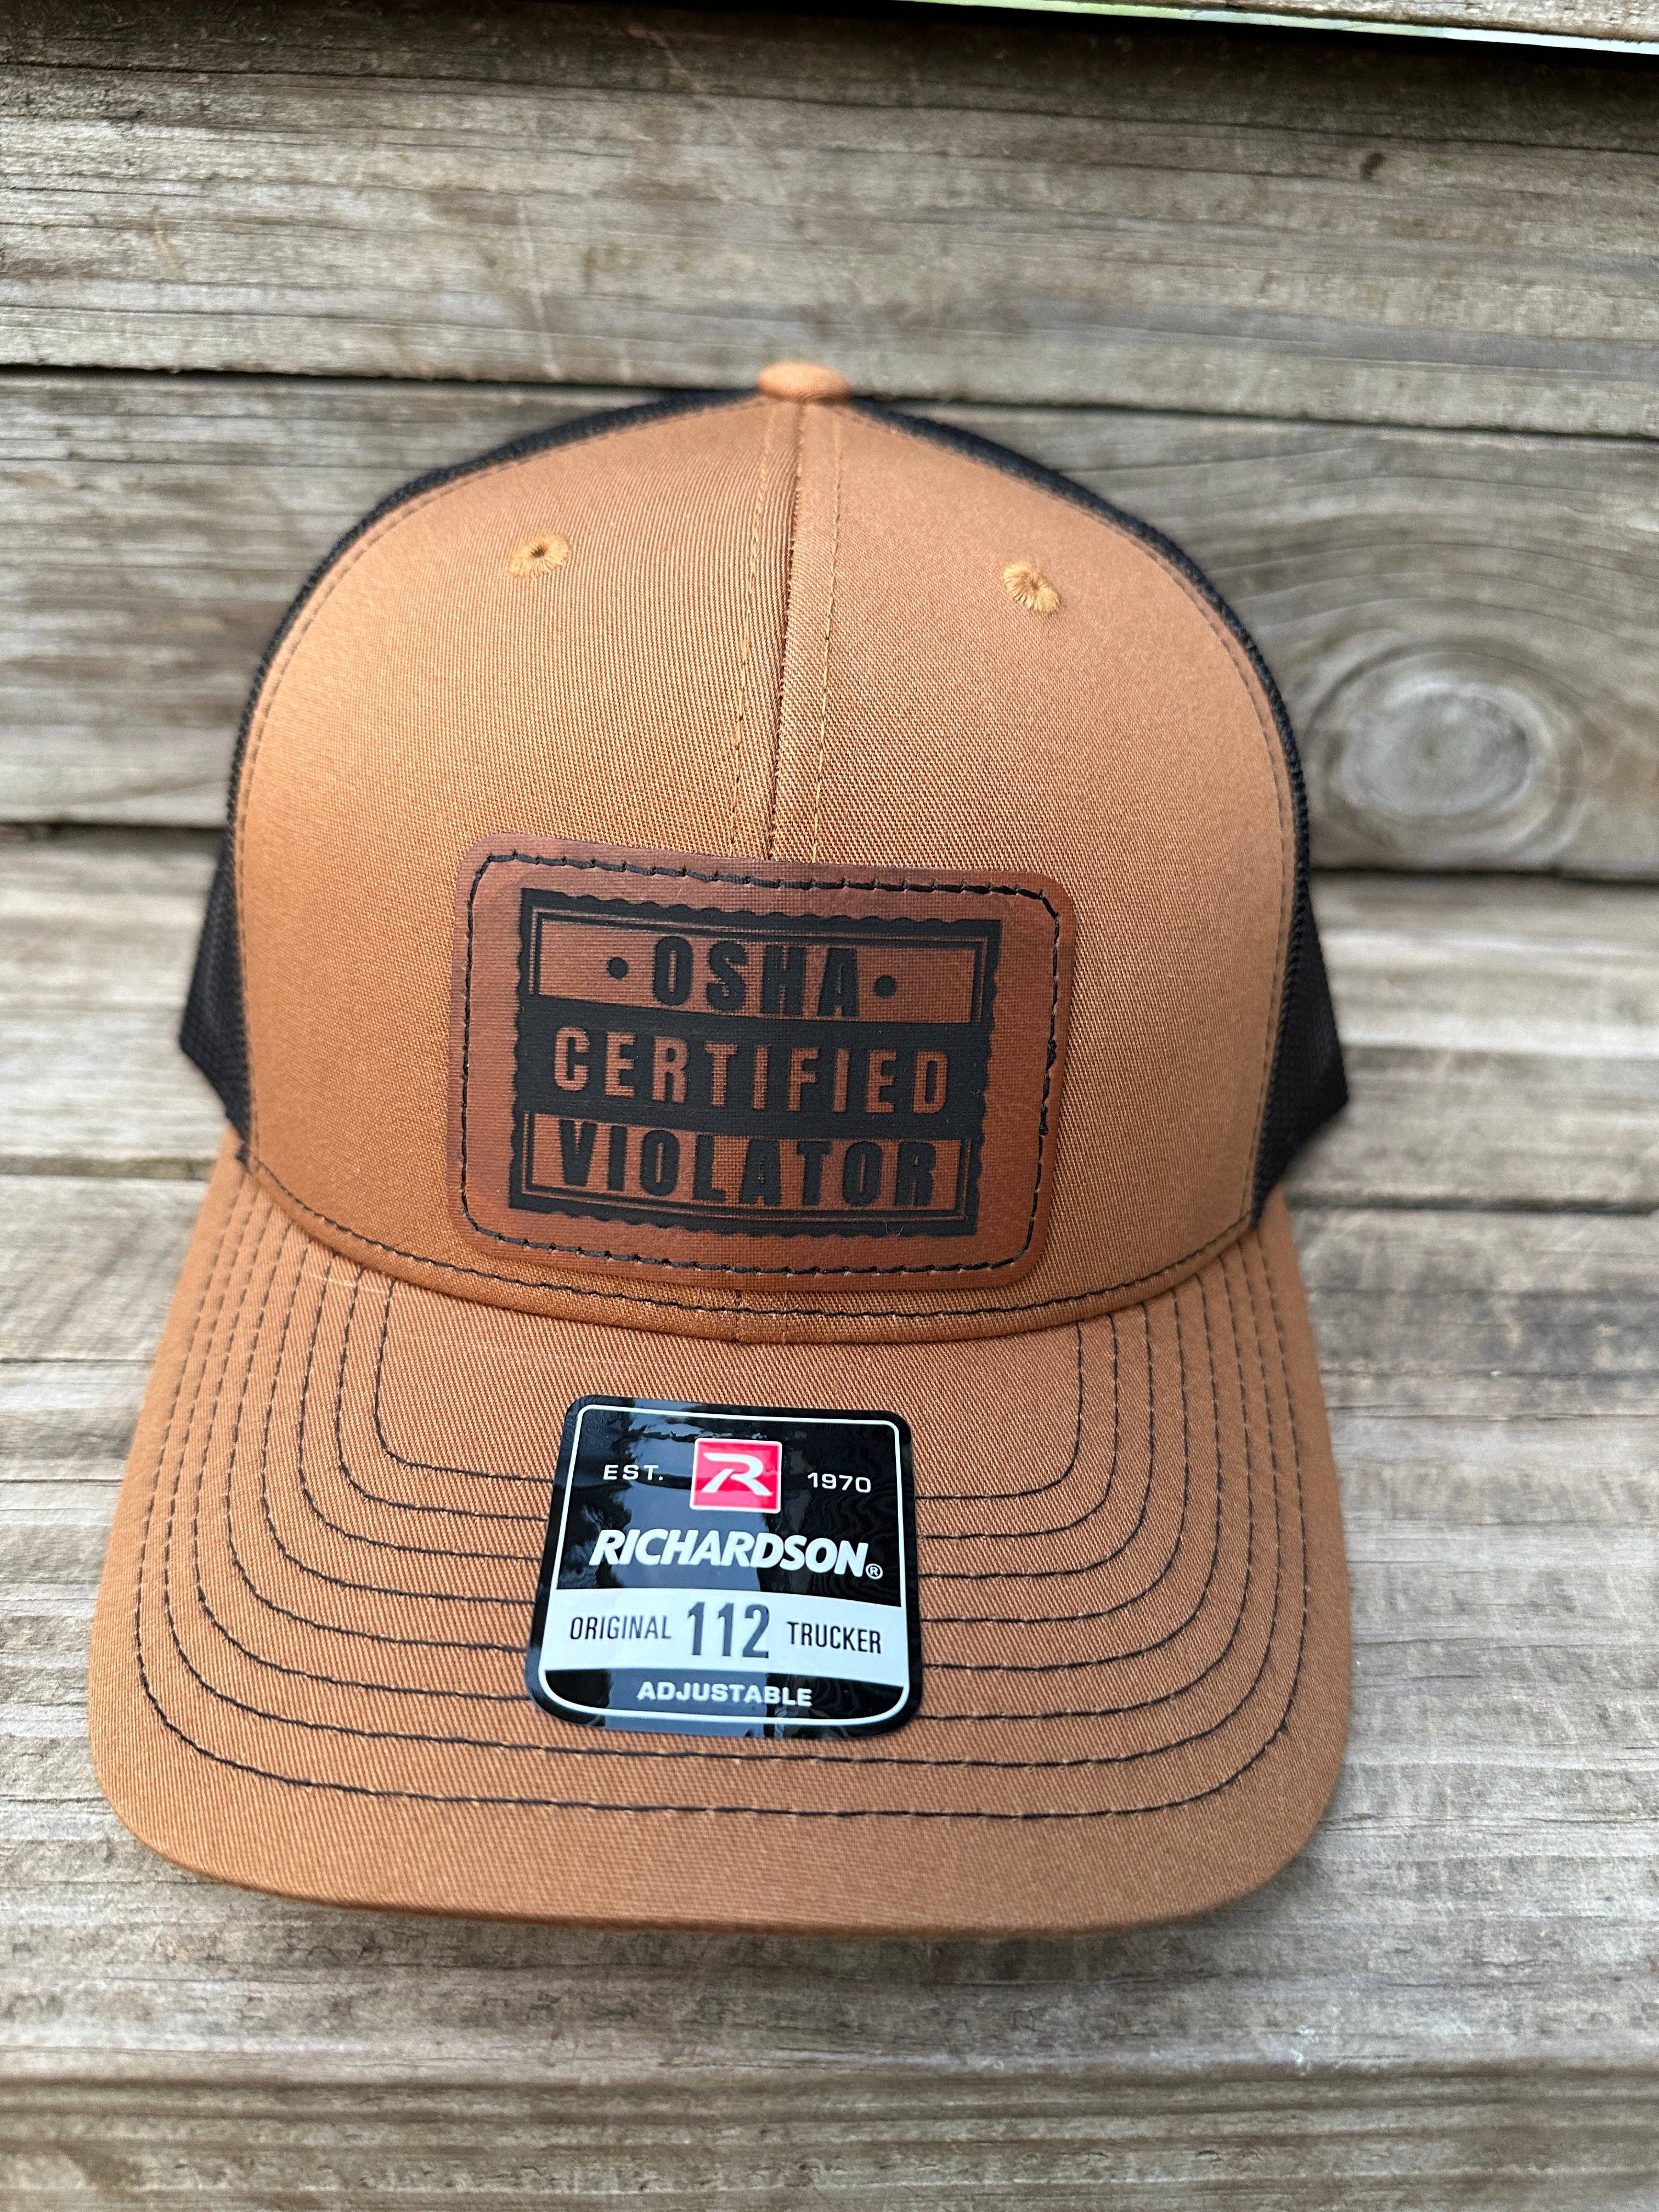 • OSHA •
CERTIFIED
VIOLATOR
EST. R 1970
RICHARDSON®
ORIGINAL 112 TRUCKER
ADJUSTABLE